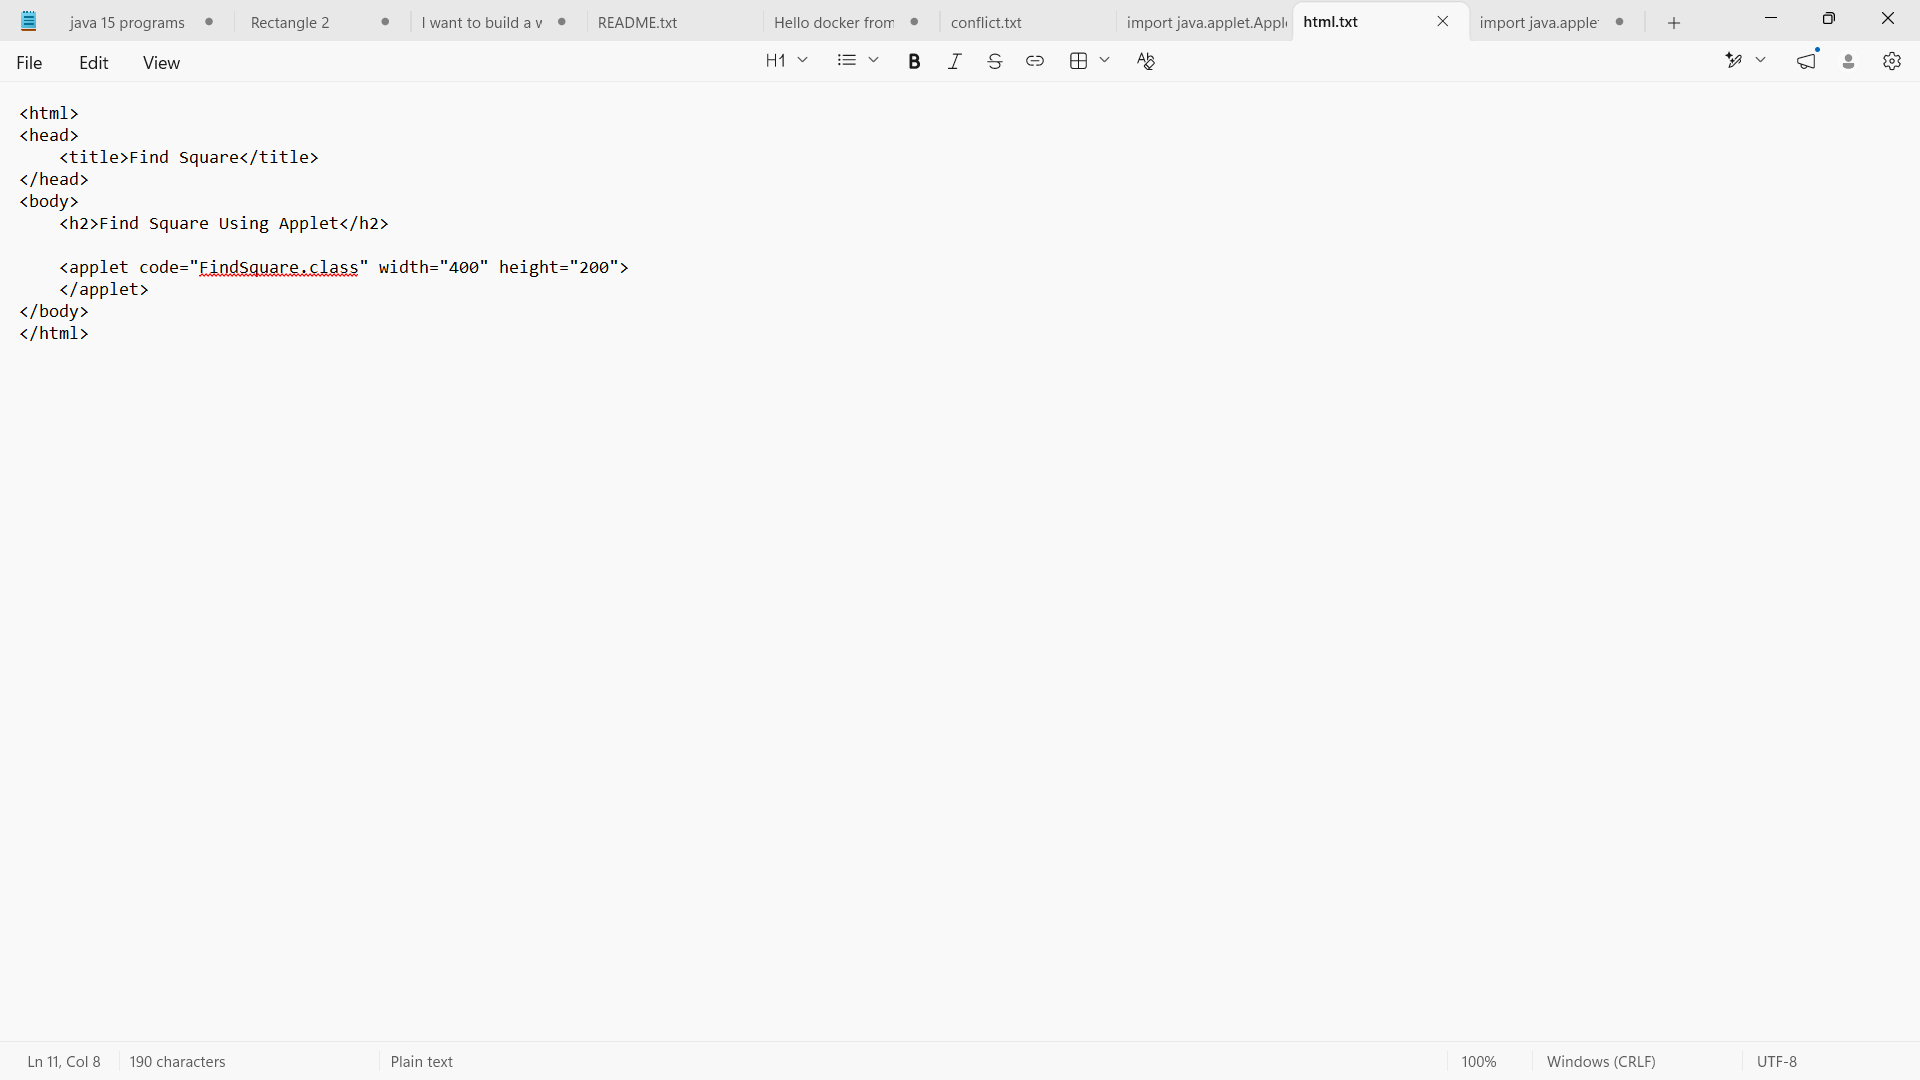 java 15 programs
Rectangle 2
I want to build a w
README.txt
Hello docker from
conflict.txt
import java.applet.Appl
html.txt
import java.applet
File Edit View H1 B I S A
<html>
<head>
    <title>Find Square</title>
</head>
<body>
    <h2>Find Square Using Applet</h2>
    <applet code="FindSquare.class" width="400" height="200">
    </applet>
</body>
</html>
Ln 11, Col 8 190 characters Plain text 100% Windows (CRLF) UTF-8